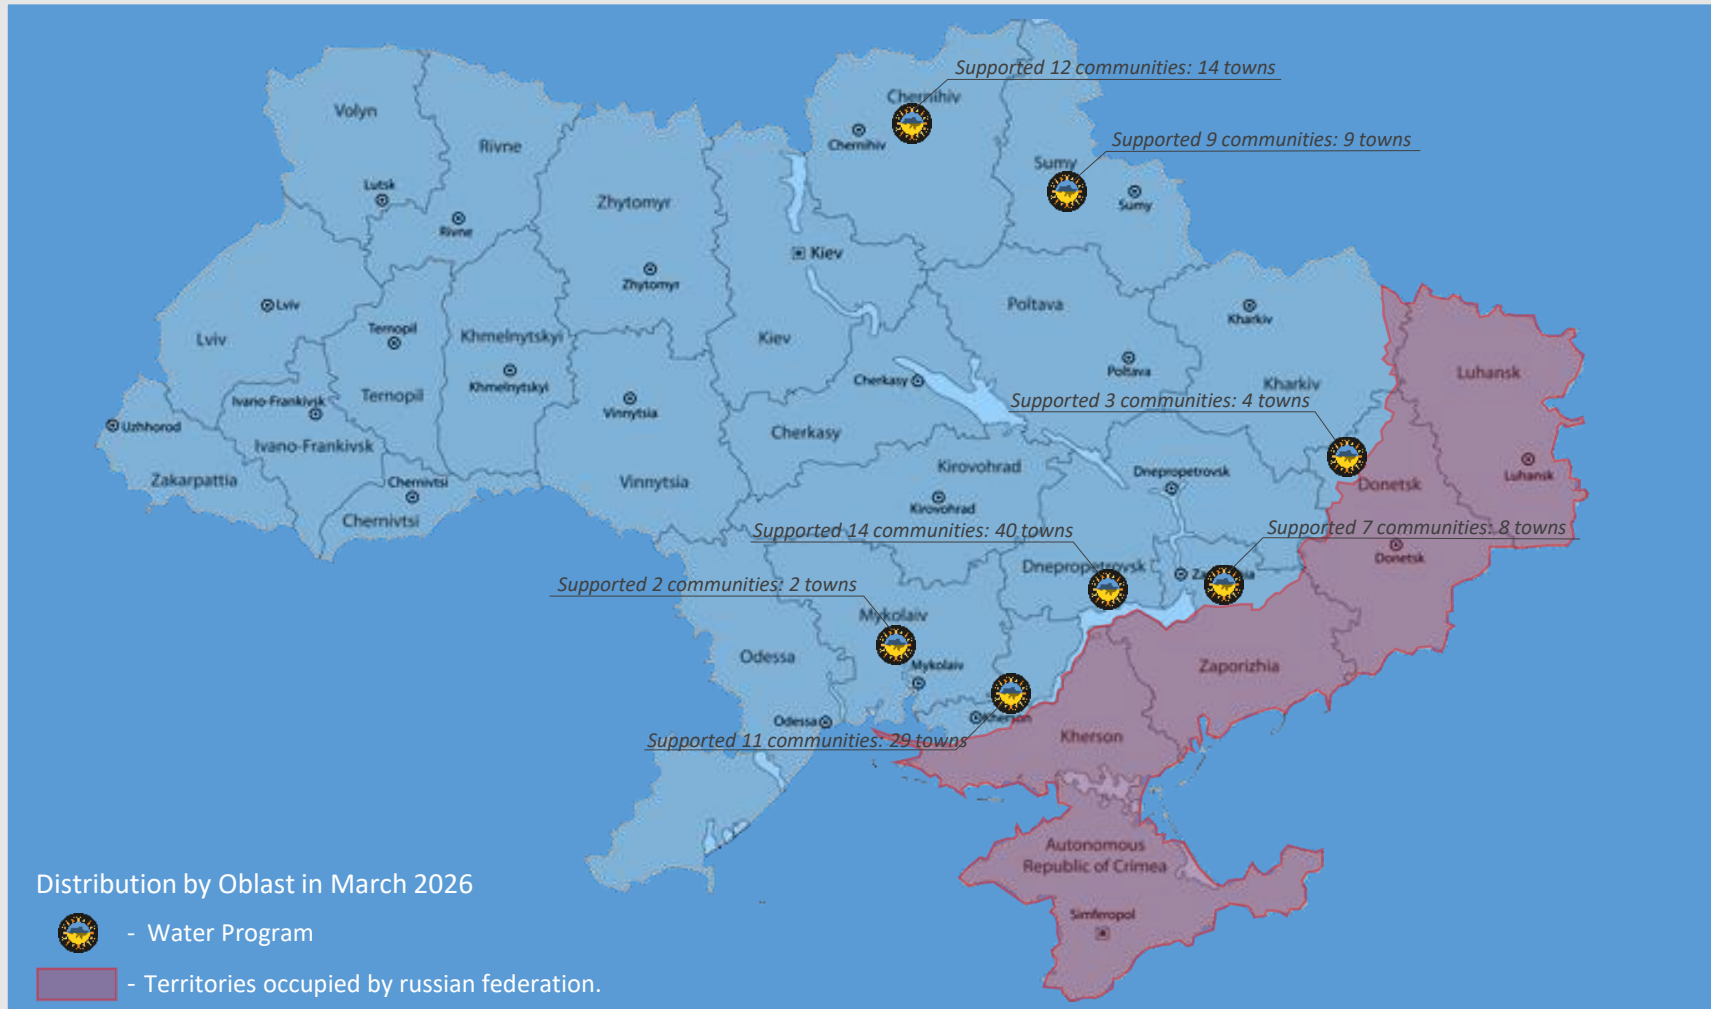 Supported 12 communities: 14 towns
Chernihiv
Volyn
Chernihiv
Supported 9 communities: 9 towns
Rivne
Sumy
Lutsk
Zhytomyr
Sumy
Rivne
Kiev
Zhytomyr
Lviv
Poltava
Kharkiv
Ternopil
Khmelnytskyi
Lviv
Kiev
Poltava
Luhansk
Cherkasy
Khmelnytskyi
Kharkiv
Ternopil
Ivano-Frankivsk
Supported 3 communities: 4 towns
Vinnytsia
Uzhhorod
Cherkasy
Ivano-Frankivsk
Kirovohrad
Dnepropetrovsk
Luhansk
Zakarpattia
Chernivtsi
Vinnytsia
Donetsk
Kirovohrad
Chernivtsi
Supported 14 communities: 40 towns
Supported 7 communities: 8 towns
Donetsk
Dnepropetrovsk
Supported 2 communities: 2 towns
Mykolaiv
Odessa
Mykolaiv
Zaporizhia
Odessa
Kherson
Kherson
Supported 11 communities: 29 towns
Autonomous
Republic of Crimea
Simferopol
Distribution by Oblast in March 2026
- Water Program
- Territories occupied by russian federation.